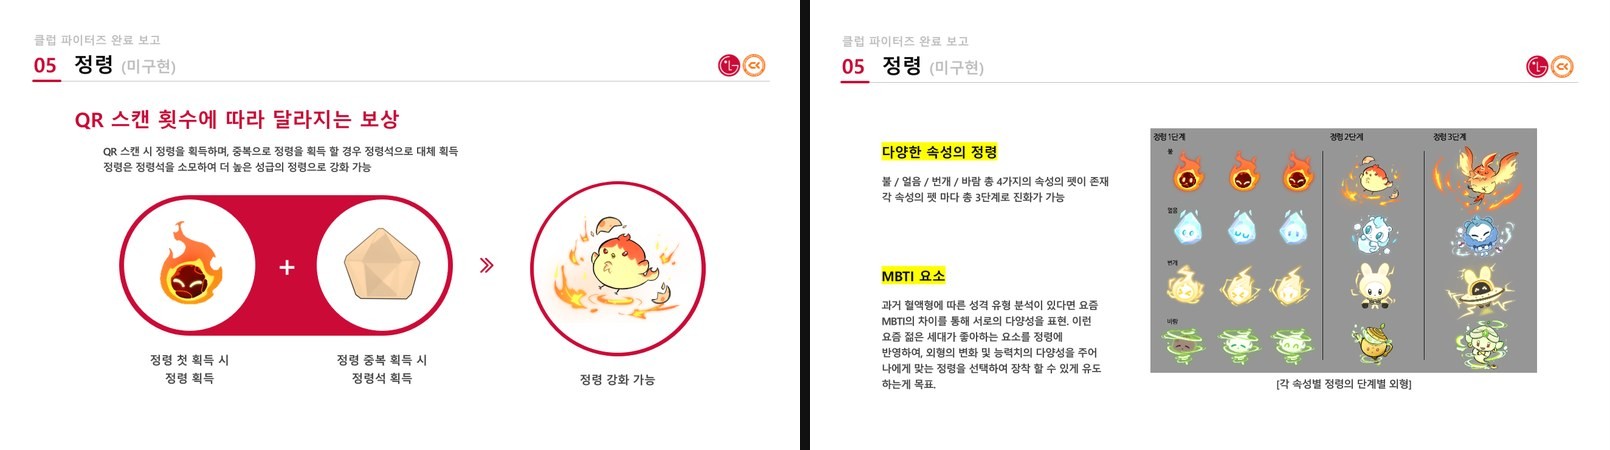 클럽 파이터즈 완료 보고
05 정령 (미구현)
QR 스캔 횟수에 따라 달라지는 보상
QR 스캔 시 정령을 획득하며, 중복으로 정령을 획득 할 경우 정령석으로 대체 획득
정령은 정령석을 소모하여 더 높은 성급의 정령으로 강화 가능
+
정령 첫 획득 시
정령 획득
정령 중복 획득 시
정령석 획득
정령 강화 가능
클럽 파이터즈 완료 보고
05 정령 (미구현)
다양한 속성의 정령
불 / 얼음 / 번개 / 바람 총 4가지의 속성의 펫이 존재
각 속성의 펫 마다 총 3단계로 진화가 가능
MBTI 요소
과거 혈액형에 따른 성격 유형 분석이 있다면 요즘
MBTI의 차이를 통해 서로의 다양성을 표현. 이런
요즘 젊은 세대가 좋아하는 요소를 정령에
반영하여, 외형의 변화 및 능력치의 다양성을 주어
나에게 맞는 정령을 선택하여 장착 할 수 있게 유도
하는게 목표.
정령 1단계
정령 2단계
정령 3단계
불
얼음
번개
바람
[각 속성별 정령의 단계별 외형]